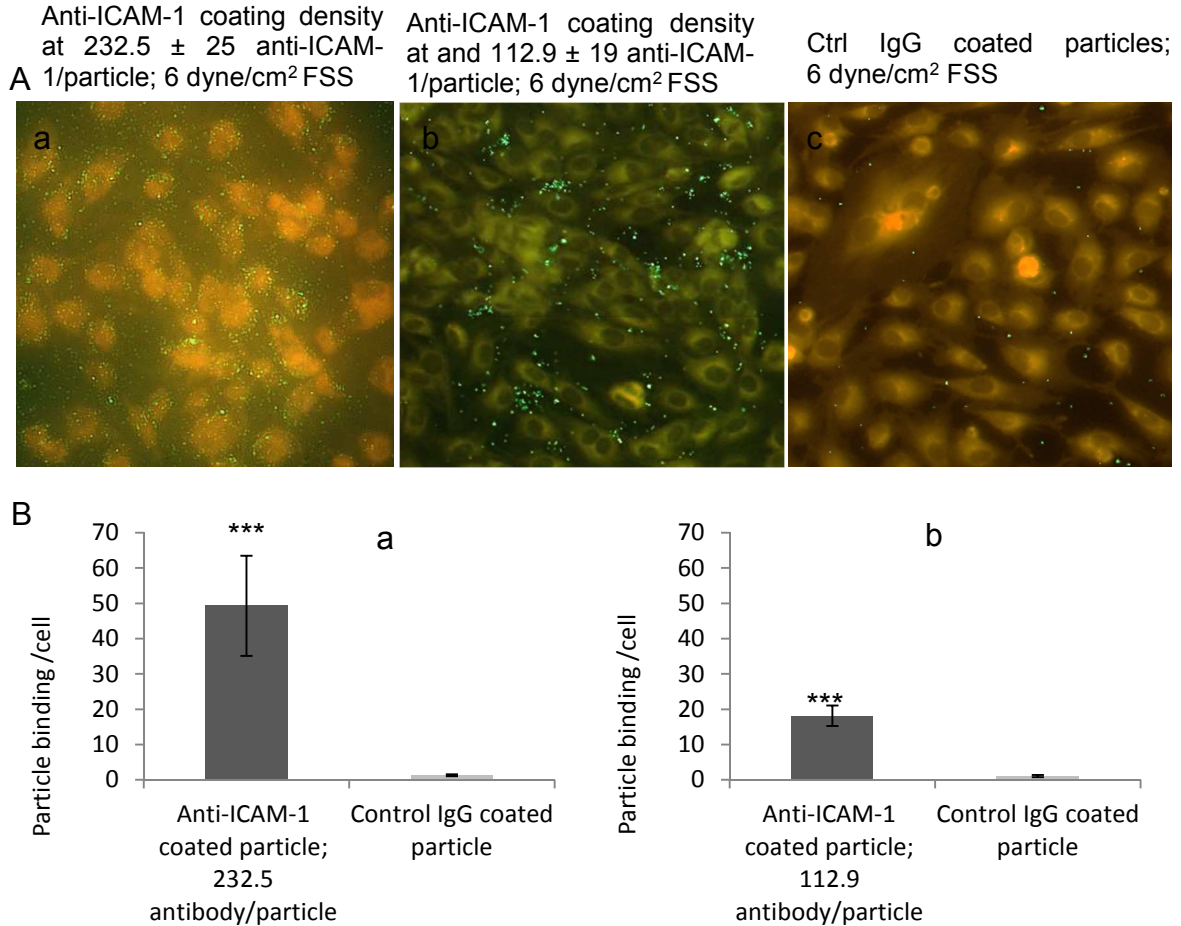 Anti-ICAM-1 coating density
at 232.5 ± 25 anti-ICAM-
1/particle; 6 dyne/cm² FSS
Anti-ICAM-1 coating density
at and 112.9 ± 19 anti-ICAM-
1/particle; 6 dyne/cm² FSS
Ctrl IgG coated particles;
6 dyne/cm² FSS
A
a
b
c
B
a
***
70
60
50
40
30
20
10
0
Particle binding /cell
Anti-ICAM-1
coated particle;
232.5
antibody/particle
Control IgG coated
particle
b
***
70
60
50
40
30
20
10
0
Particle binding /cell
Anti-ICAM-1
coated particle;
112.9
antibody/particle
Control IgG coated
particle